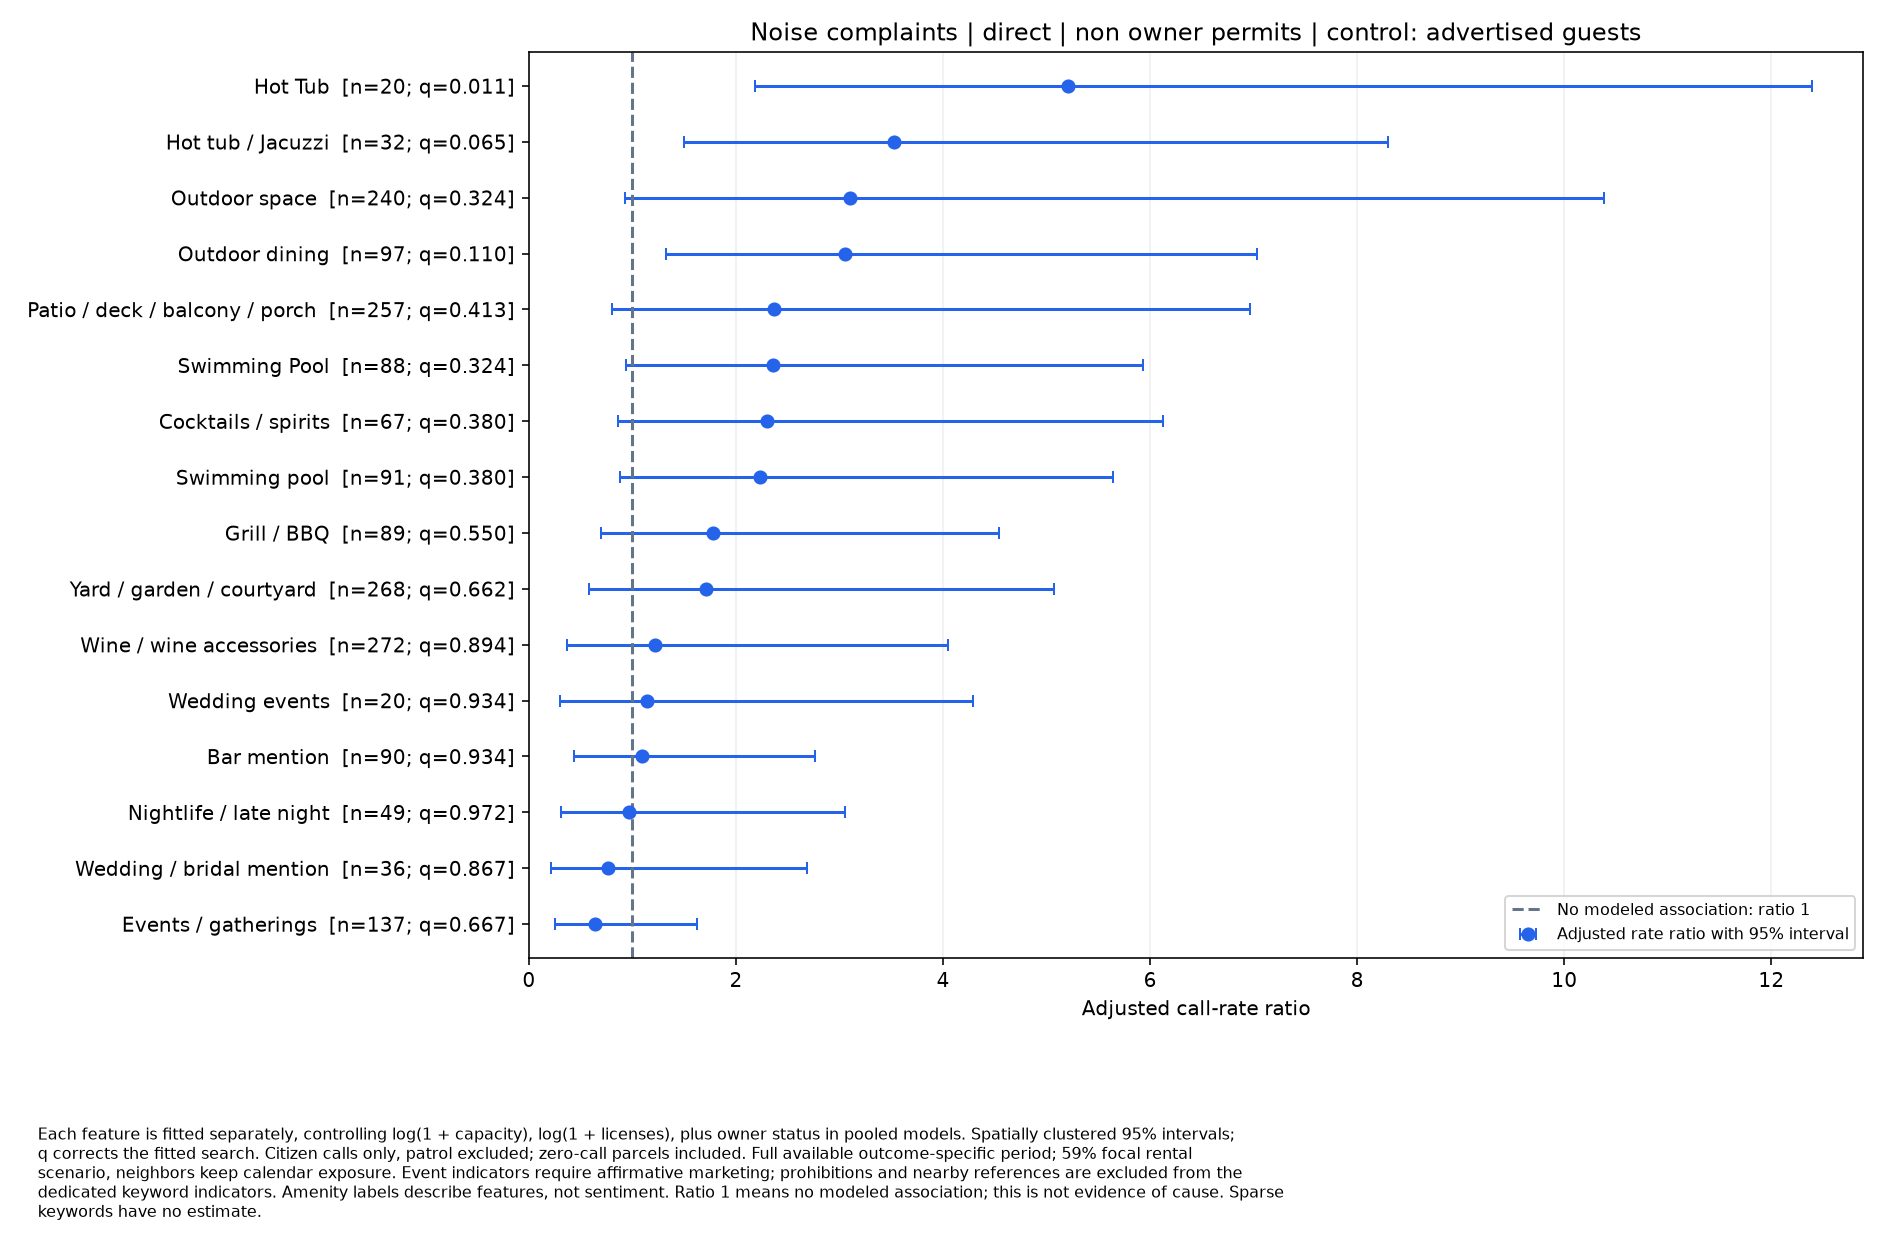 Noise complaints | direct | non owner permits | control: advertised guests
Hot Tub [n=20; q=0.011]
Hot tub / Jacuzzi [n=32; q=0.065]
Outdoor space [n=240; q=0.324]
Outdoor dining [n=97; q=0.110]
Patio / deck / balcony / porch [n=257; q=0.413]
Swimming Pool [n=88; q=0.324]
Cocktails / spirits [n=67; q=0.380]
Swimming pool [n=91; q=0.380]
Grill / BBQ [n=89; q=0.550]
Yard / garden / courtyard [n=268; q=0.662]
Wine / wine accessories [n=272; q=0.894]
Wedding events [n=20; q=0.934]
Bar mention [n=90; q=0.934]
Nightlife / late night [n=49; q=0.972]
Wedding / bridal mention [n=36; q=0.867]
Events / gatherings [n=137; q=0.667]
No modeled association: ratio 1
Adjusted rate ratio with 95% interval
0 2 4 6 8 10 12
Adjusted call-rate ratio
Each feature is fitted separately, controlling log(1 + capacity), log(1 + licenses), plus owner status in pooled models. Spatially clustered 95% intervals;
q corrects the fitted search. Citizen calls only, patrol excluded; zero-call parcels included. Full available outcome-specific period; 59% focal rental
scenario, neighbors keep calendar exposure. Event indicators require affirmative marketing; prohibitions and nearby references are excluded from the
dedicated keyword indicators. Amenity labels describe features, not sentiment. Ratio 1 means no modeled association; this is not evidence of cause. Sparse
keywords have no estimate.